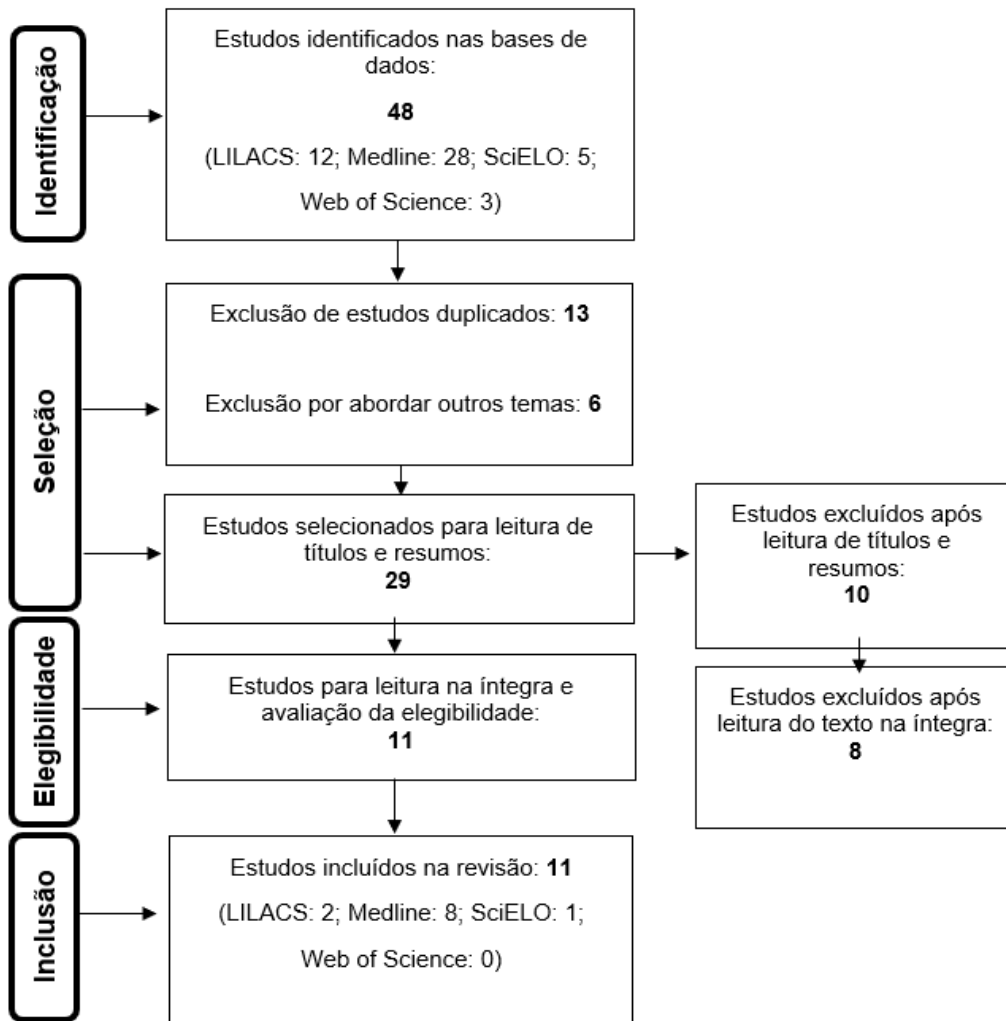 Identificação
Estudos identificados nas bases de
dados:
48
(LILACS: 12; Medline: 28; SciELO: 5;
Web of Science: 3)
Seleção
Exclusão de estudos duplicados: 13
Exclusão por abordar outros temas: 6
Estudos selecionados para leitura de
títulos e resumos:
29
Estudos excluídos após
leitura de títulos e
resumos:
10
Elegibilidade
Estudos para leitura na íntegra e
avaliação da elegibilidade:
11
Estudos excluídos após
leitura do texto na íntegra:
8
Inclusão
Estudos incluídos na revisão: 11
(LILACS: 2; Medline: 8; SciELO: 1;
Web of Science: 0)